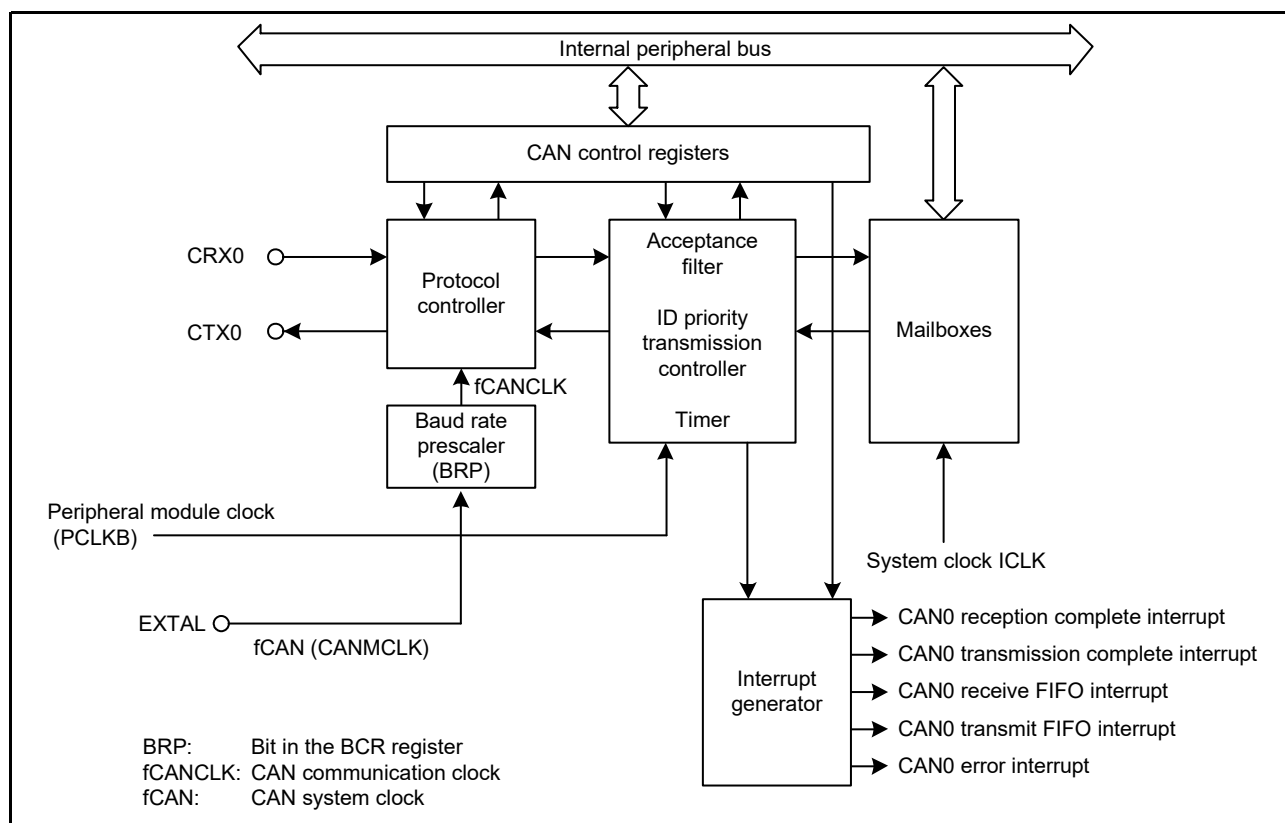 Internal peripheral bus
CAN control registers
CRX0
CTX0
Protocol
controller
Acceptance
filter
ID priority
transmission
controller
Timer
Mailboxes
fCANCLK
Baud rate
prescaler
(BRP)
Peripheral module clock
(PCLKB)
System clock ICLK
EXTAL
fCAN (CANMCLK)
Interrupt
generator
CAN0 reception complete interrupt
CAN0 transmission complete interrupt
CAN0 receive FIFO interrupt
CAN0 transmit FIFO interrupt
CAN0 error interrupt
BRP: Bit in the BCR register
fCANCLK: CAN communication clock
fCAN: CAN system clock